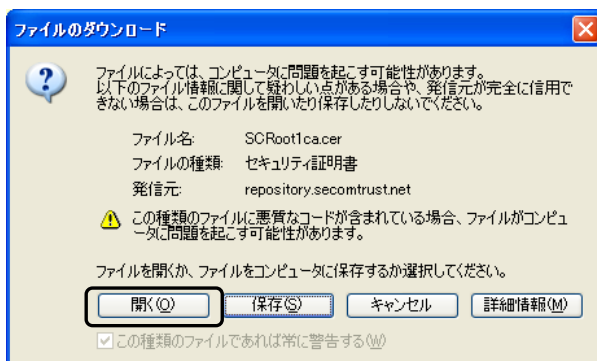 ファイルのダウンロード
ファイルによっては、コンピュータに問題を起こす可能性があります。
以下のファイル情報に関して疑わしい点がある場合や、発信元が完全に信用で
きない場合は、このファイルを開いたり保存したりしないでください。
ファイル名: SCRoot1ca.cer
ファイルの種類: セキュリティ証明書
発信元: repository.secomtrust.net
この種類のファイルに悪質なコードが含まれている場合、ファイルがコンピュ
ータに問題を起こす可能性があります。
ファイルを開くか、ファイルをコンピュータに保存するか選択してください。
開く(O) 保存(S) キャンセル 詳細情報(M)
この種類のファイルであれば常に警告する(W)